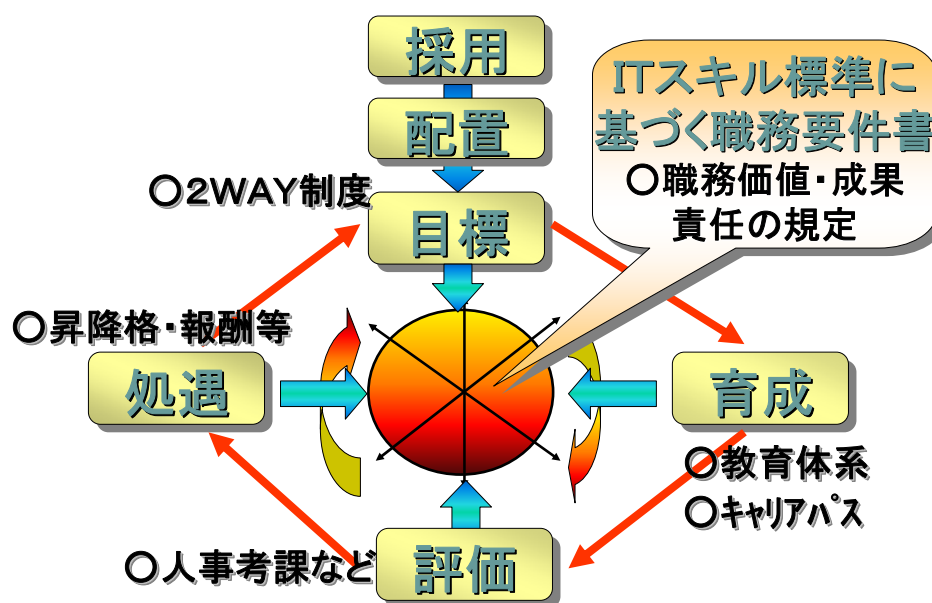 採用
配置
ITスキル標準に
基づく職務要件書
○職務価値・成果
責任の規定
○2WAY制度
目標
○昇降格・報酬等
処遇
育成
○教育体系
○ｷｬﾘｱﾊﾟｽ
○人事考課など
評価